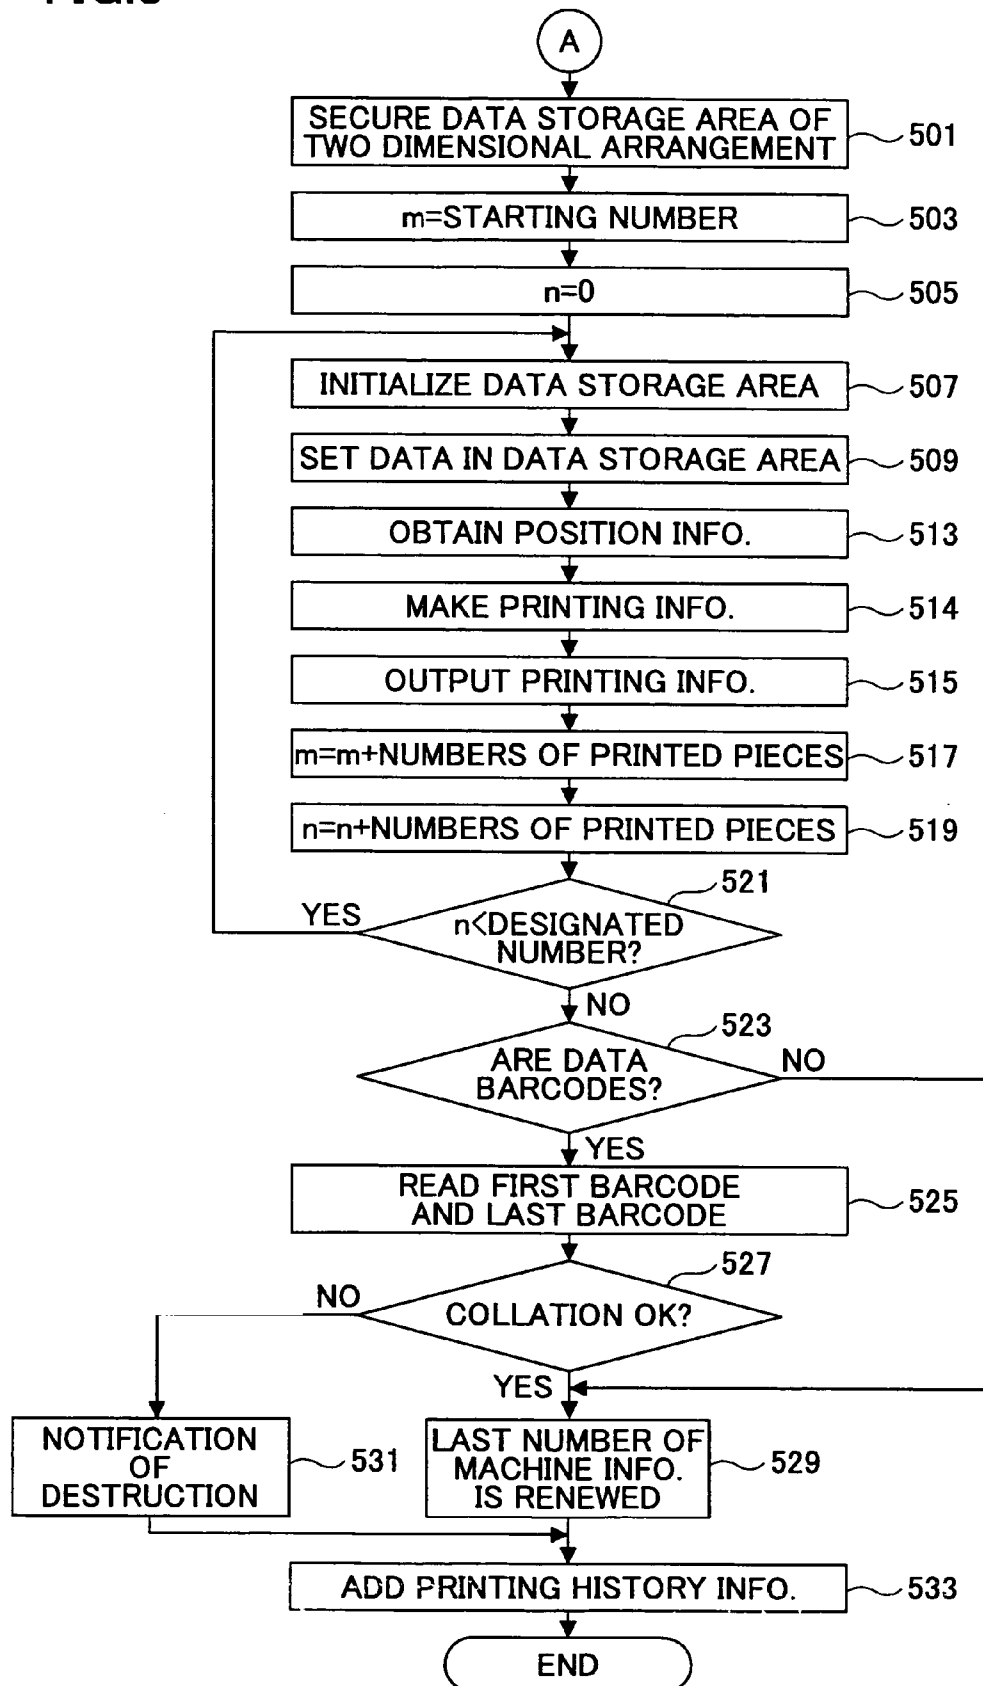 A
SECURE DATA STORAGE AREA OF
TWO DIMENSIONAL ARRANGEMENT
501
m=STARTING NUMBER
503
n=0
505
INITIALIZE DATA STORAGE AREA
507
SET DATA IN DATA STORAGE AREA
509
OBTAIN POSITION INFO.
513
MAKE PRINTING INFO.
514
OUTPUT PRINTING INFO.
515
m=m+NUMBERS OF PRINTED PIECES
517
n=n+NUMBERS OF PRINTED PIECES
519
521
YES
n<DESIGNATED
NUMBER?
NO
523
ARE DATA
BARCODES?
NO
YES
READ FIRST BARCODE
AND LAST BARCODE
525
527
NO
COLLATION OK?
YES
NOTIFICATION
OF
DESTRUCTION
531
LAST NUMBER OF
MACHINE INFO.
IS RENEWED
529
ADD PRINTING HISTORY INFO.
533
END